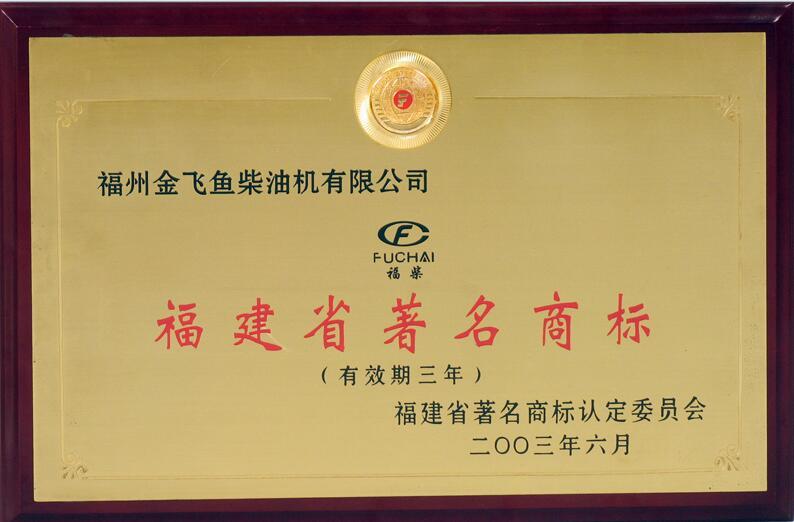 福州金飞鱼柴油机有限公司
FUCHAI
福柴
福建省著名商标
(有效期三年)
福建省著名商标认定委员会
二〇〇三年六月